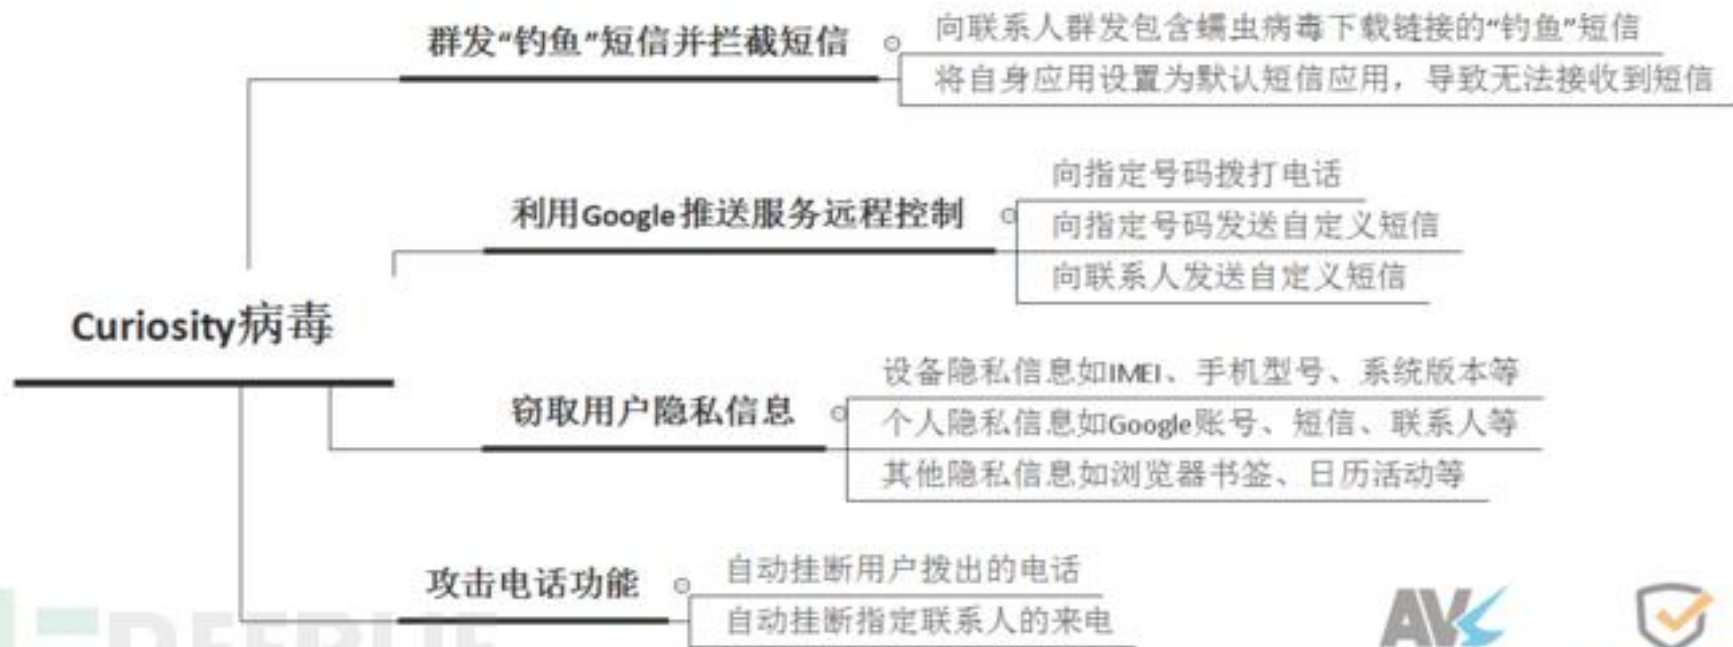 群发“钓鱼”短信并拦截短信
向联系人群发包含蠕虫病毒下载链接的“钓鱼”短信
将自身应用设置为默认短信应用，导致无法接收到短信
利用Google推送服务远程控制
向指定号码拨打电话
向指定号码发送自定义短信
向联系人发送自定义短信
Curiosity病毒
窃取用户隐私信息
设备隐私信息如IMEI、手机型号、系统版本等
个人隐私信息如Google账号、短信、联系人等
其他隐私信息如浏览器书签、日历活动等
攻击电话功能
自动挂断用户拨出的电话
自动挂断指定联系人的来电
AVL